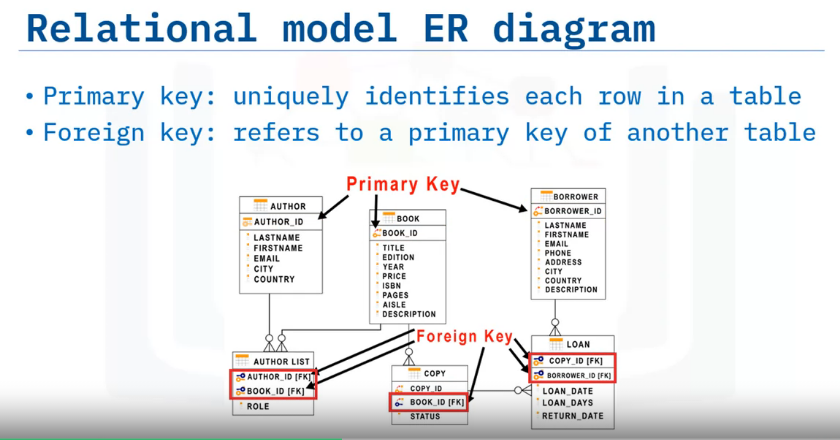 Relational model ER diagram
• Primary key: uniquely identifies each row in a table
• Foreign key: refers to a primary key of another table
Primary Key
AUTHOR
AUTHOR_ID
* LASTNAME
* FIRSTNAME
* EMAIL
* CITY
* COUNTRY
BOOK
BOOK_ID
* TITLE
* EDITION
* YEAR
* PRICE
* ISBN
* PAGES
* AISLE
* DESCRIPTION
BORROWER
BORROWER_ID
* LASTNAME
* FIRSTNAME
* EMAIL
* PHONE
* ADDRESS
* CITY
* COUNTRY
* DESCRIPTION
Foreign Key
AUTHOR LIST
AUTHOR_ID [FK]
BOOK_ID [FK]
* ROLE
COPY
COPY_ID
BOOK_ID [FK]
* STATUS
LOAN
COPY_ID [FK]
BORROWER_ID [FK]
* LOAN_DATE
* LOAN_DAYS
* RETURN_DATE